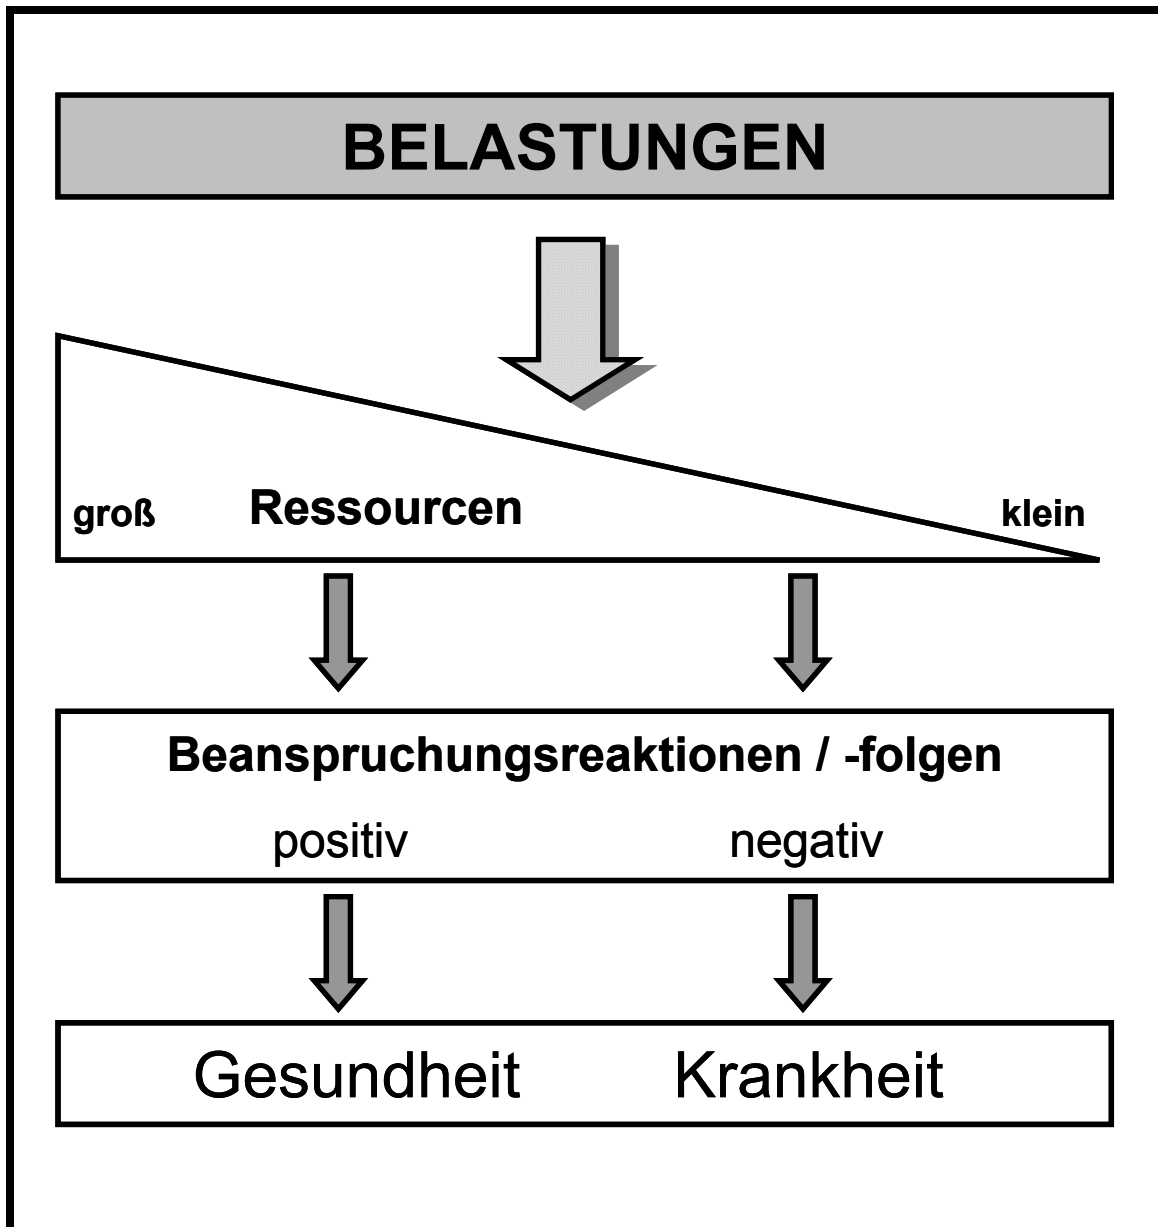 BELASTUNGEN
groß Ressourcen klein
Beanspruchungsreaktionen / -folgen
positiv negativ
Gesundheit Krankheit